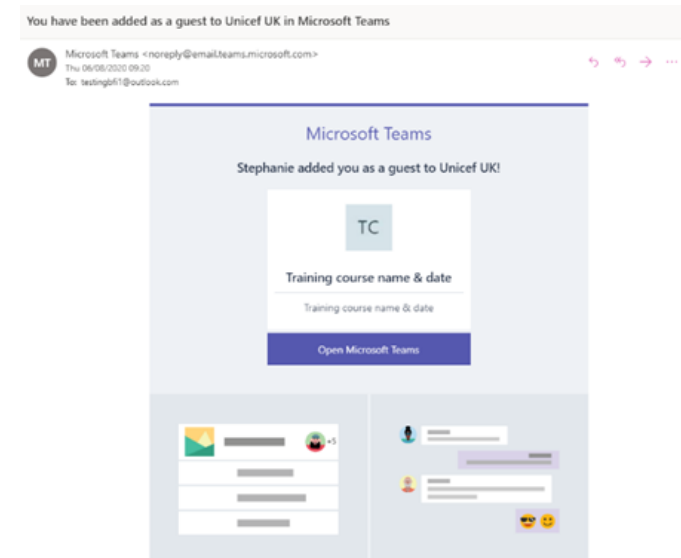 You have been added as a guest to Unicef UK in Microsoft Teams
MT
Microsoft Teams <noreply@email.teams.microsoft.com>
Thu 06/08/2020 09:20
To: testingbfi1@outlook.com
Microsoft Teams
Stephanie added you as a guest to Unicef UK!
TC
Training course name & date
Training course name & date
Open Microsoft Teams
+5